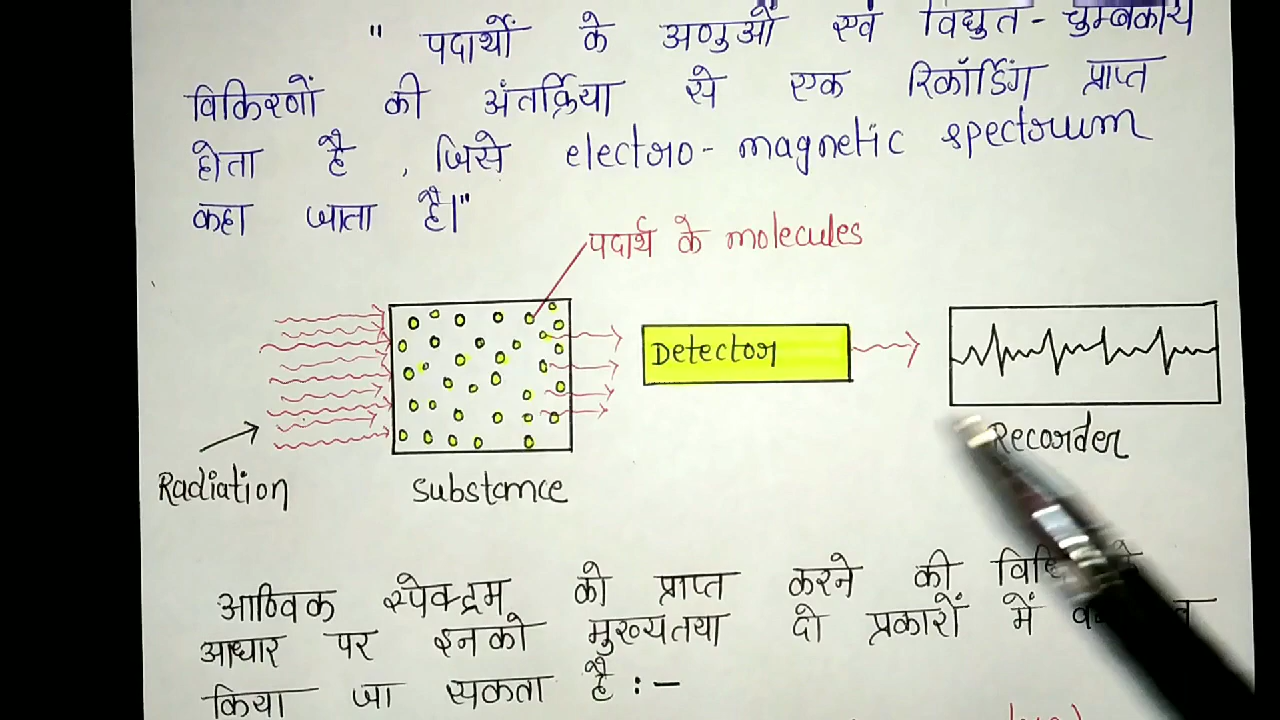 " पदार्थो के अणुओं एवं विद्युत - चुम्बकीय
विकिरणों की अंतर्क्रिया से एक रिकॉर्डिंग प्राप्त
होता है , जिसे electro - magnetic spectrum
कहा जाता है।"
पदार्थ के molecules
Detector
Recorder
Radiation
Substance
आण्विक स्पेक्ट्रम को प्राप्त करने की
आधार पर इनको मुख्यतया दो प्रकारों में
किया जा सकता है : -